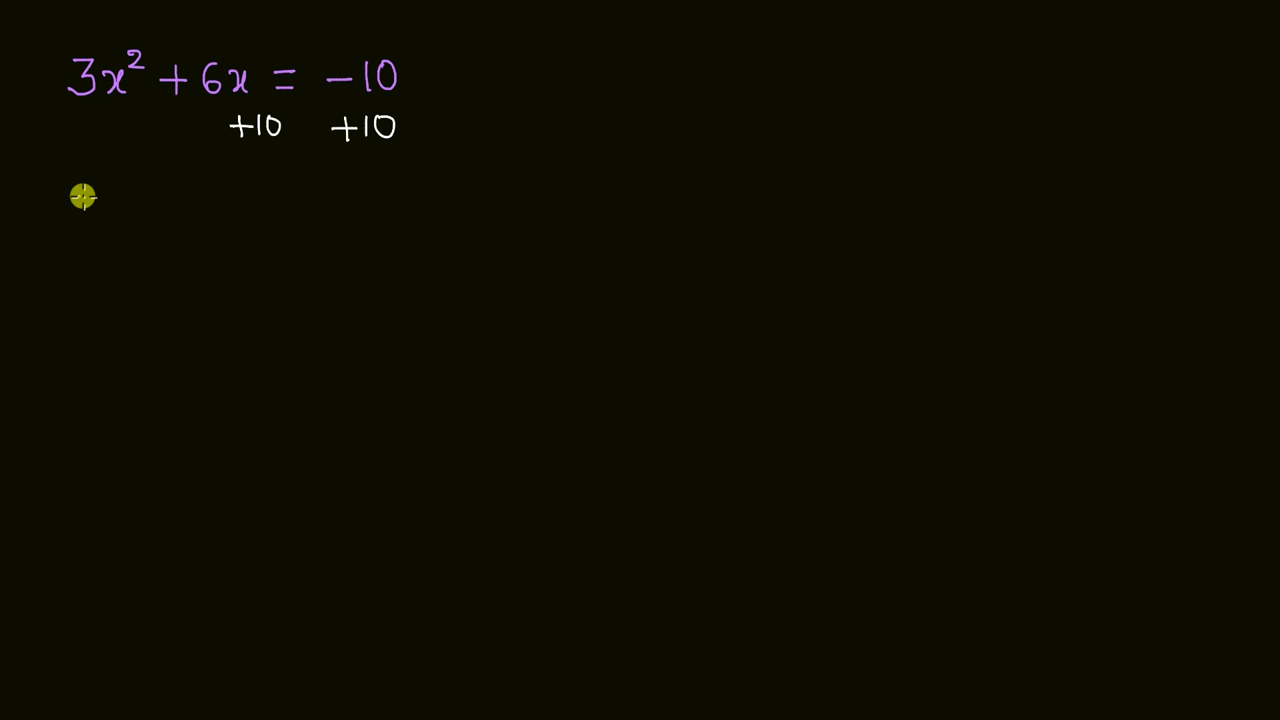 3x² + 6x = -10
+10 +10